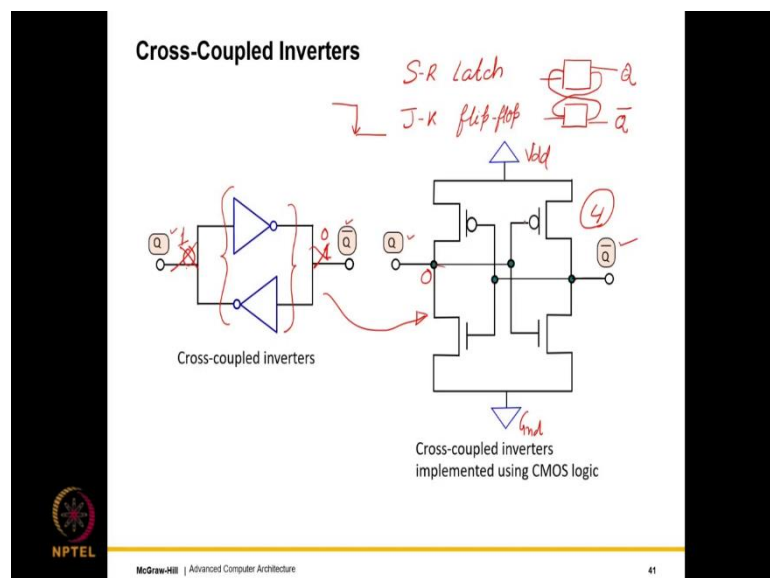 Cross-Coupled Inverters
S-R Latch
Q
J-K flip-flop
Q̅
Vdd
4
Q
1
0
Q̅
Q
0
Q̅
Cross-coupled inverters
Gnd
Cross-coupled inverters
implemented using CMOS logic
NPTEL
McGraw-Hill | Advanced Computer Architecture
41